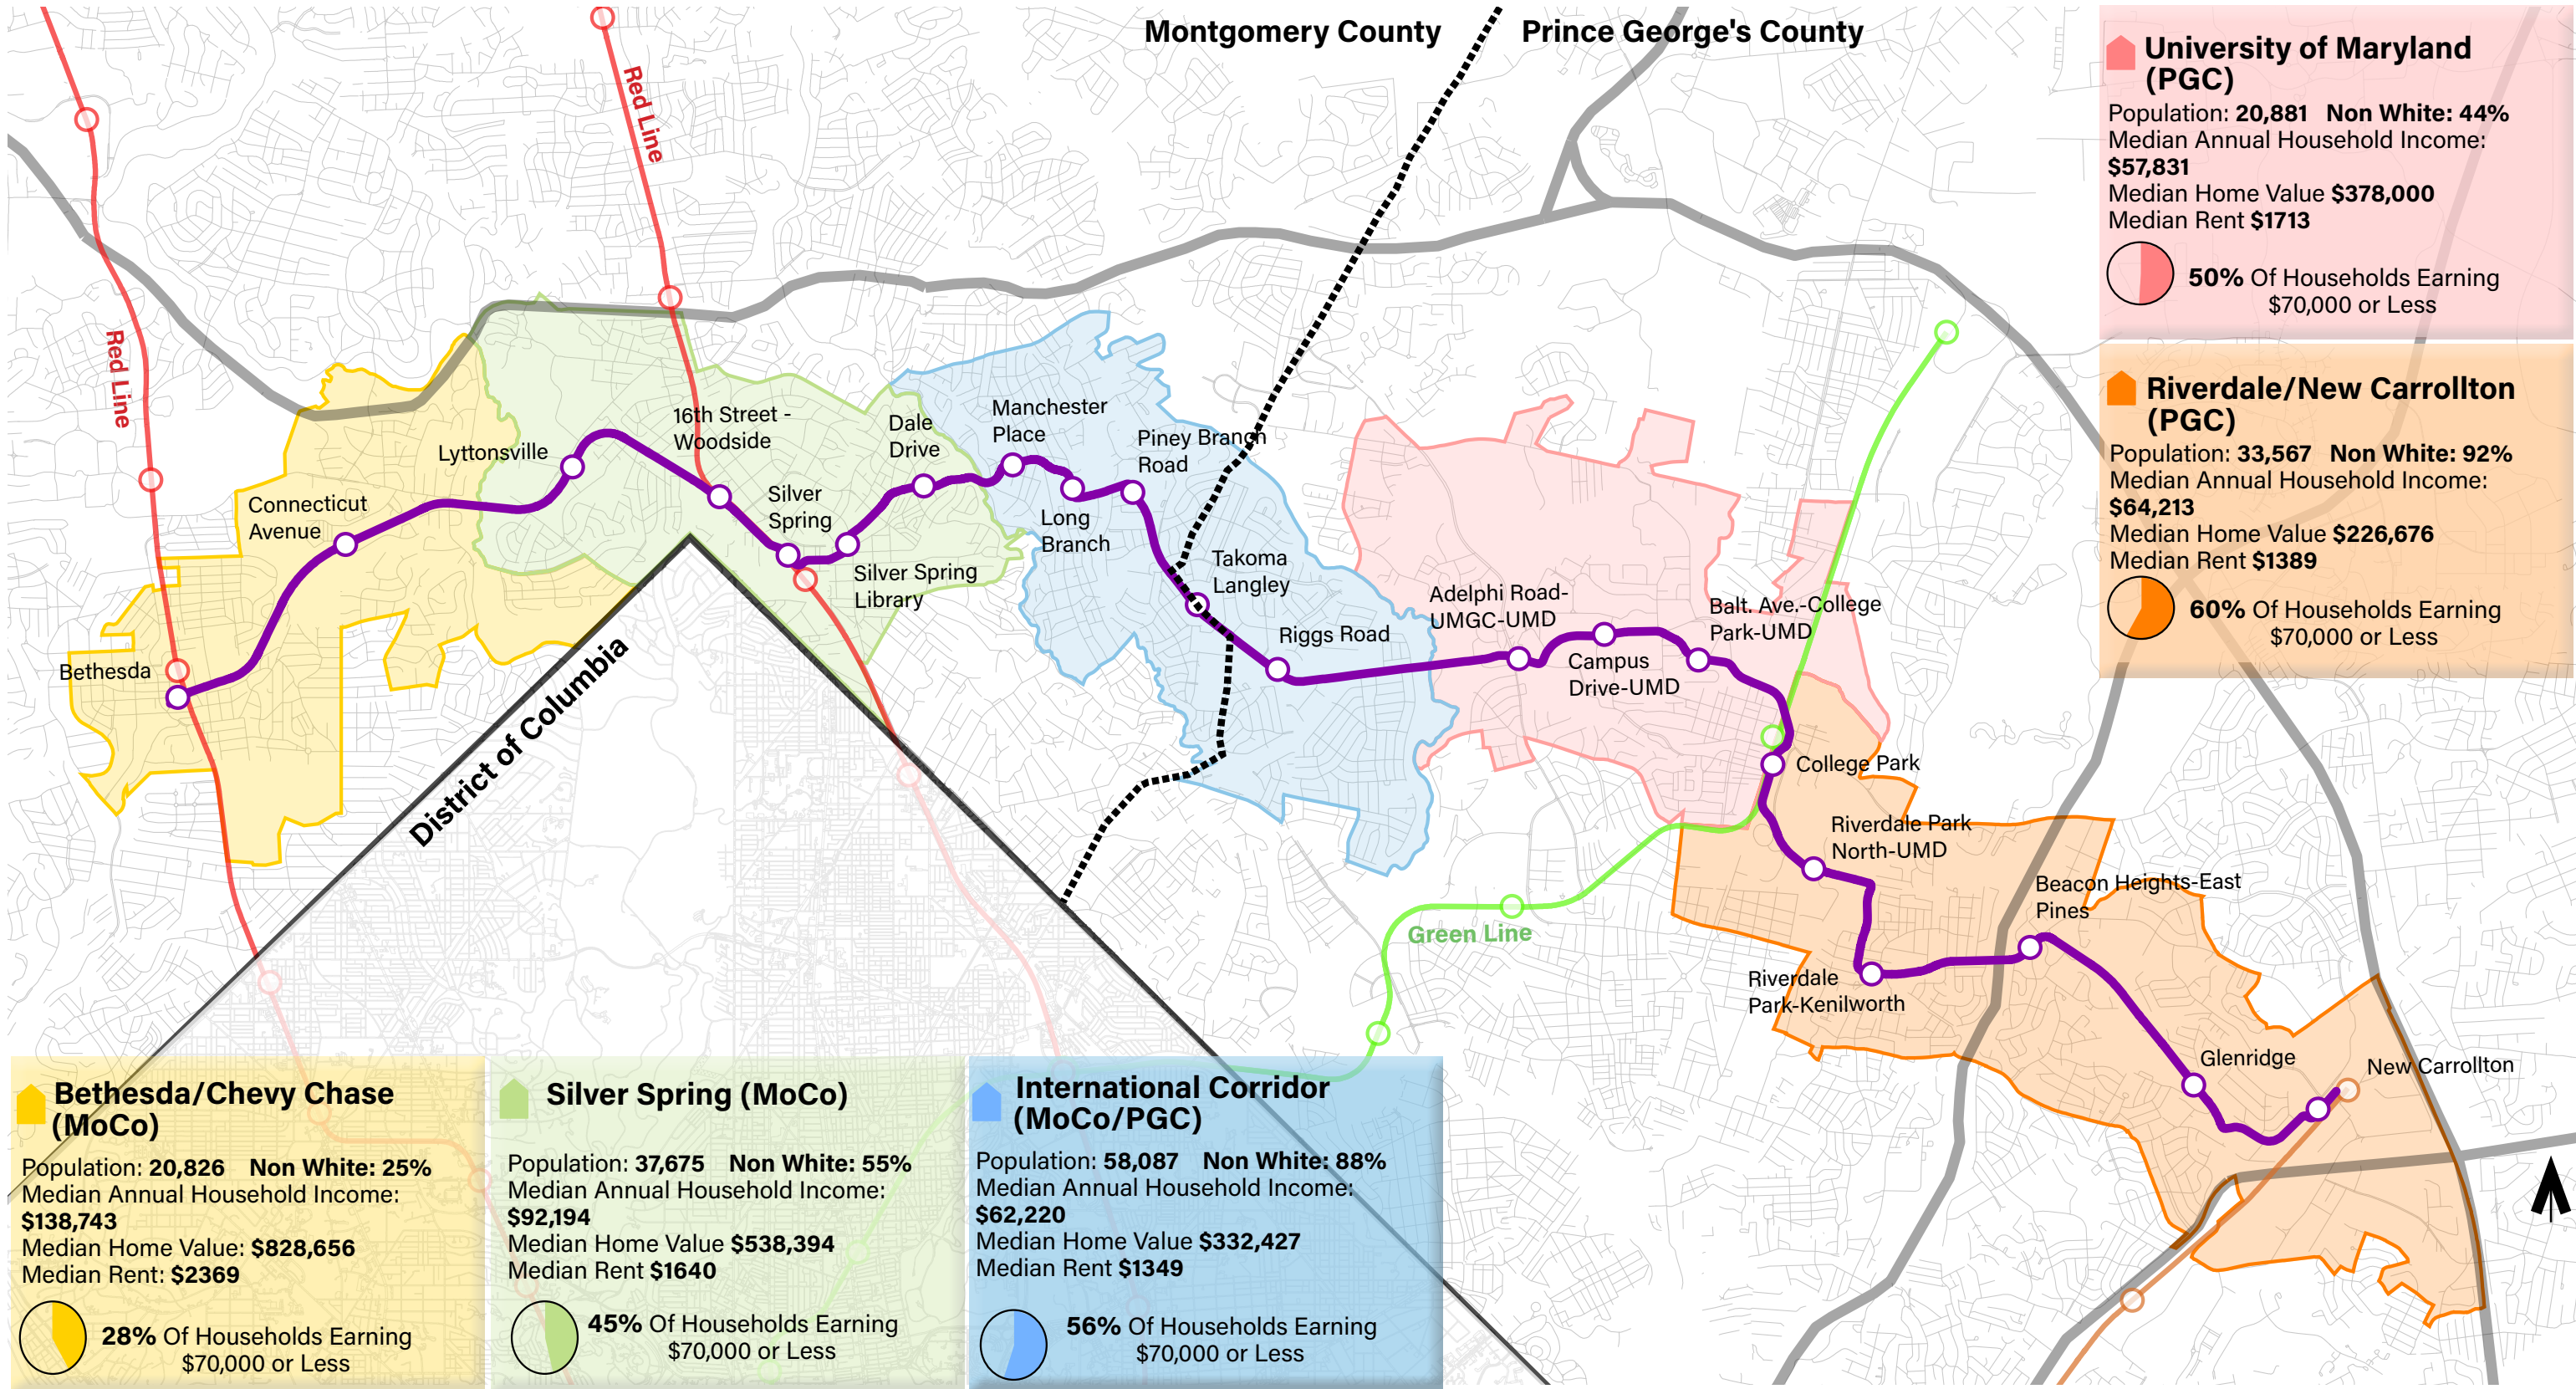 Montgomery County
Prince George's County
Red Line
Red Line
16th Street -
Woodside
Lyttonsville
Connecticut
Avenue
Bethesda
Silver
Spring
Silver Spring
Library
Dale
Drive
Manchester
Place
Long
Branch
Piney Branch
Road
Takoma
Langley
Riggs Road
Adelphi Road-
UMGC-UMD
Campus
Drive-UMD
Balt. Ave.-College
Park-UMD
College Park
Riverdale Park
North-UMD
Riverdale
Park-Kenilworth
Beacon Heights-East
Pines
Glenridge
New Carrollton
Green Line
District of Columbia
University of Maryland
(PGC)
Population: 20,881 Non White: 44%
Median Annual Household Income:
$57,831
Median Home Value $378,000
Median Rent $1713
50% Of Households Earning
$70,000 or Less
Riverdale/New Carrollton
(PGC)
Population: 33,567 Non White: 92%
Median Annual Household Income:
$64,213
Median Home Value $226,676
Median Rent $1389
60% Of Households Earning
$70,000 or Less
Bethesda/Chevy Chase
(MoCo)
Population: 20,826 Non White: 25%
Median Annual Household Income:
$138,743
Median Home Value: $828,656
Median Rent: $2369
28% Of Households Earning
$70,000 or Less
Silver Spring (MoCo)
Population: 37,675 Non White: 55%
Median Annual Household Income:
$92,194
Median Home Value $538,394
Median Rent $1640
45% Of Households Earning
$70,000 or Less
International Corridor
(MoCo/PGC)
Population: 58,087 Non White: 88%
Median Annual Household Income:
$62,220
Median Home Value $332,427
Median Rent $1349
56% Of Households Earning
$70,000 or Less